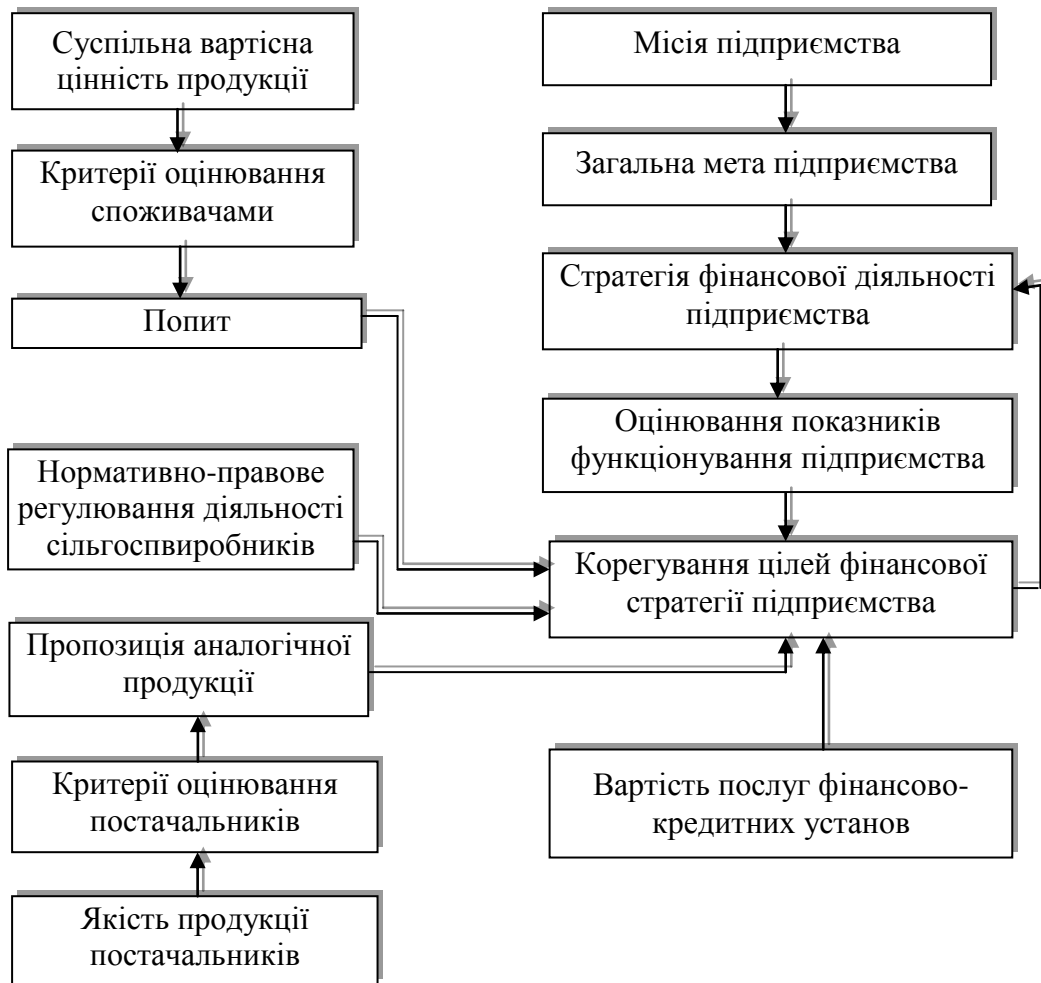 Суспільна вартісна
цінність продукції
Критерії оцінювання
споживачами
Попит
Нормативно-правове
регулювання діяльності
сільгоспвиробників
Пропозиція аналогічної
продукції
Критерії оцінювання
постачальників
Якість продукції
постачальників
Місія підприємства
Загальна мета підприємства
Стратегія фінансової діяльності
підприємства
Оцінювання показників
функціонування підприємства
Корегування цілей фінансової
стратегії підприємства
Вартість послуг фінансово-
кредитних установ